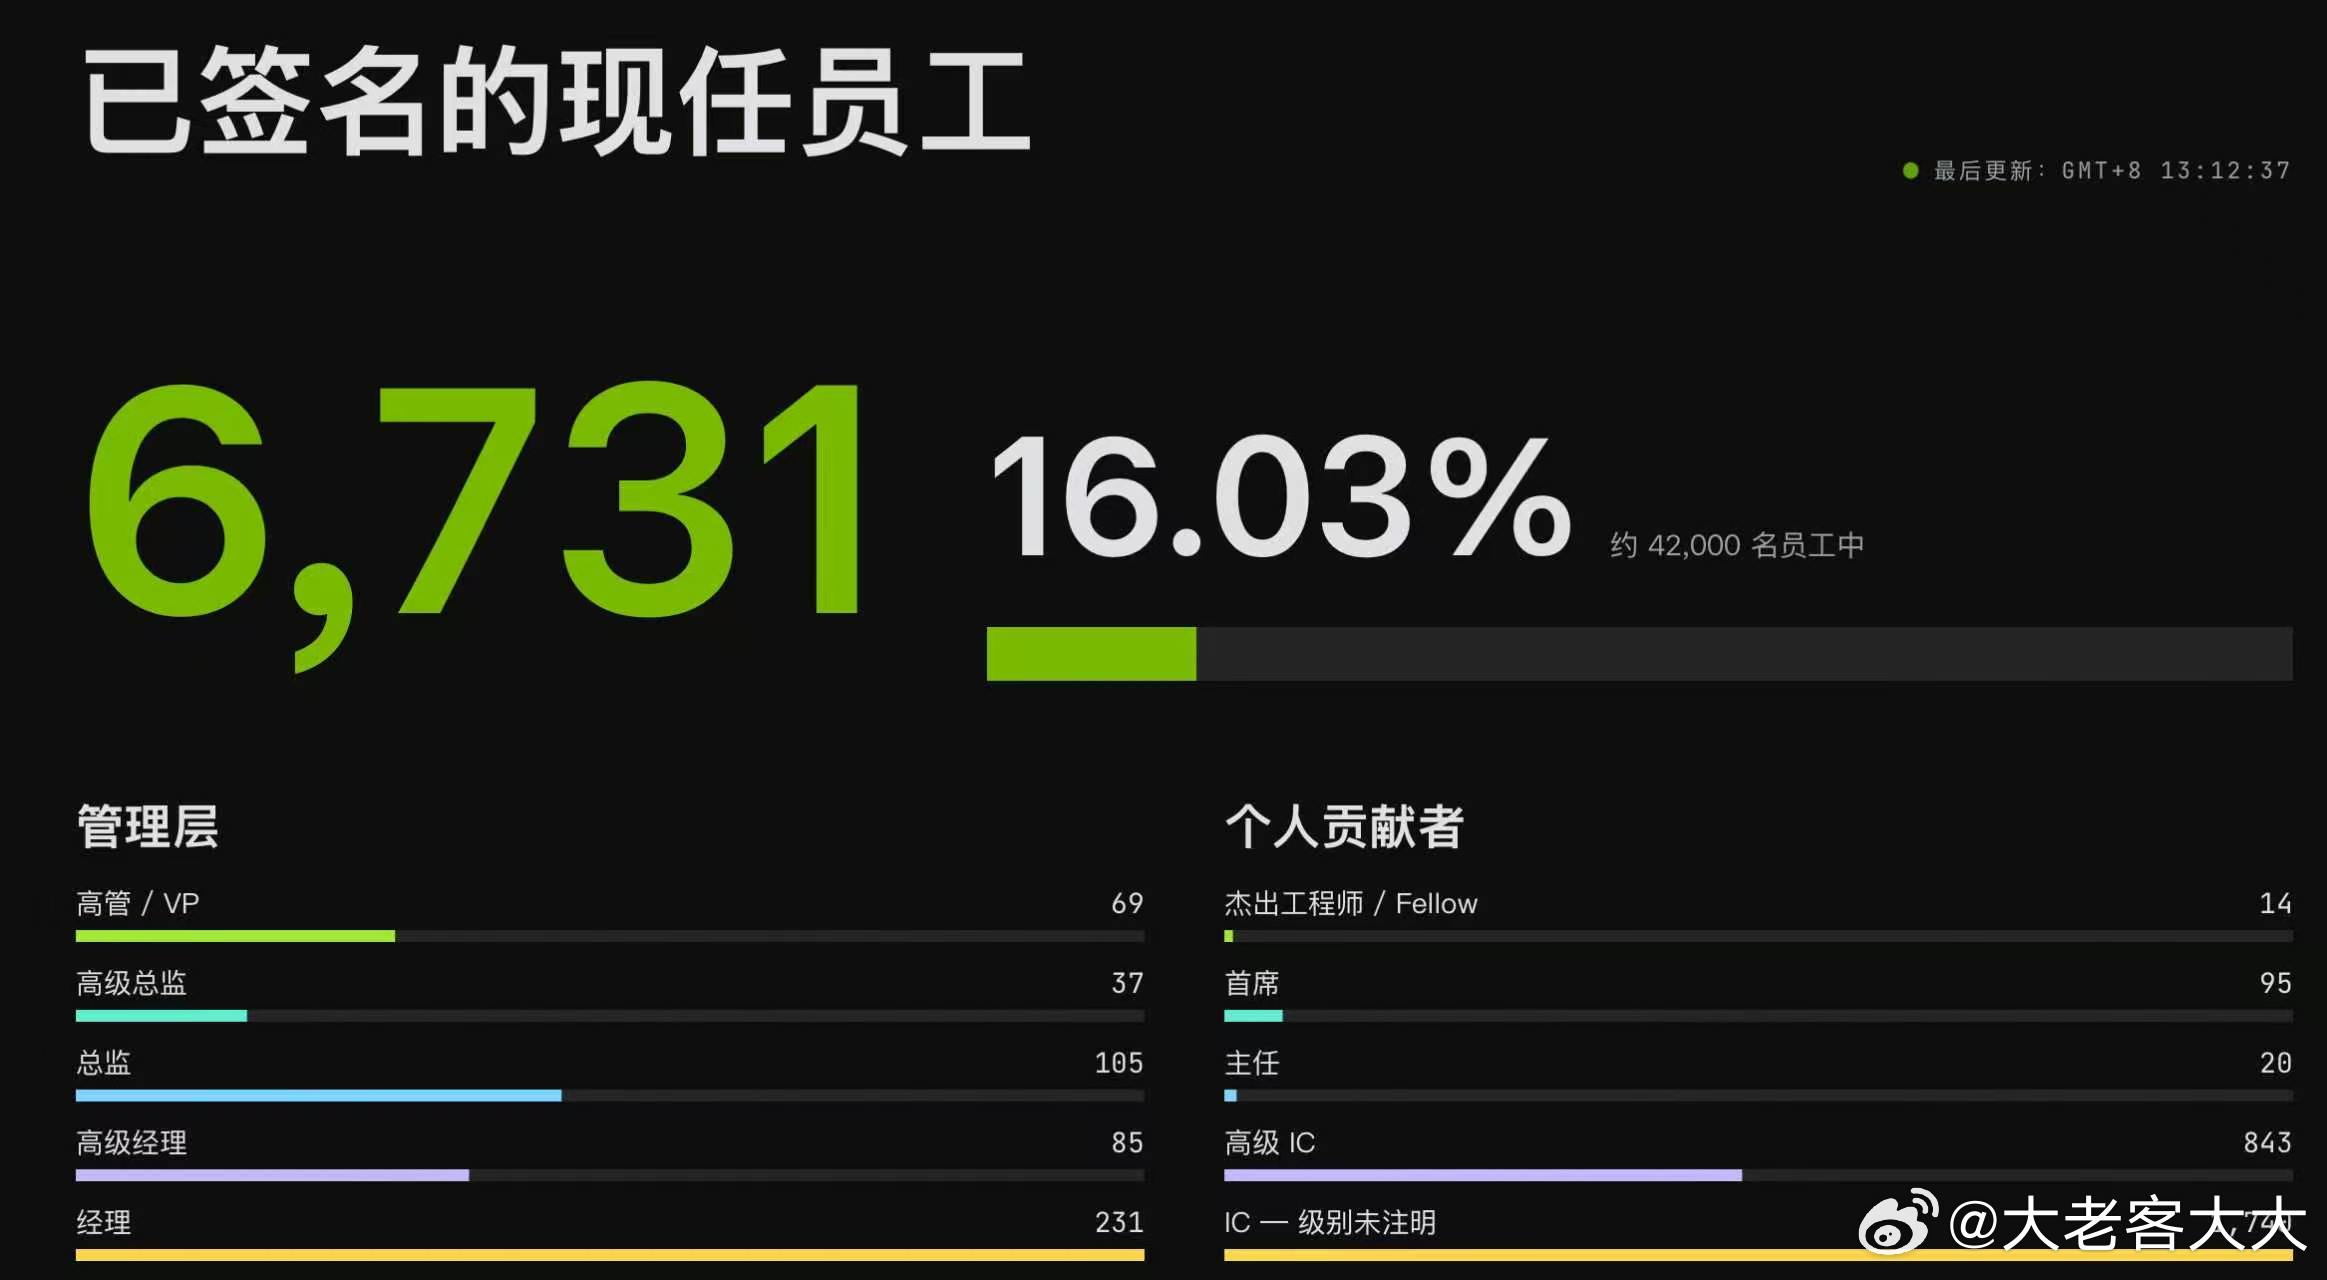 已签名的现任员工
最后更新：GMT+8 13:12:37
6,731
16.03%
约 42,000 名员工中
管理层
高管 / VP
69
高级总监
37
总监
105
高级经理
85
经理
231
个人贡献者
杰出工程师 / Fellow
14
首席
95
主任
20
高级 IC
843
IC — 级别未注明
@大老客大大